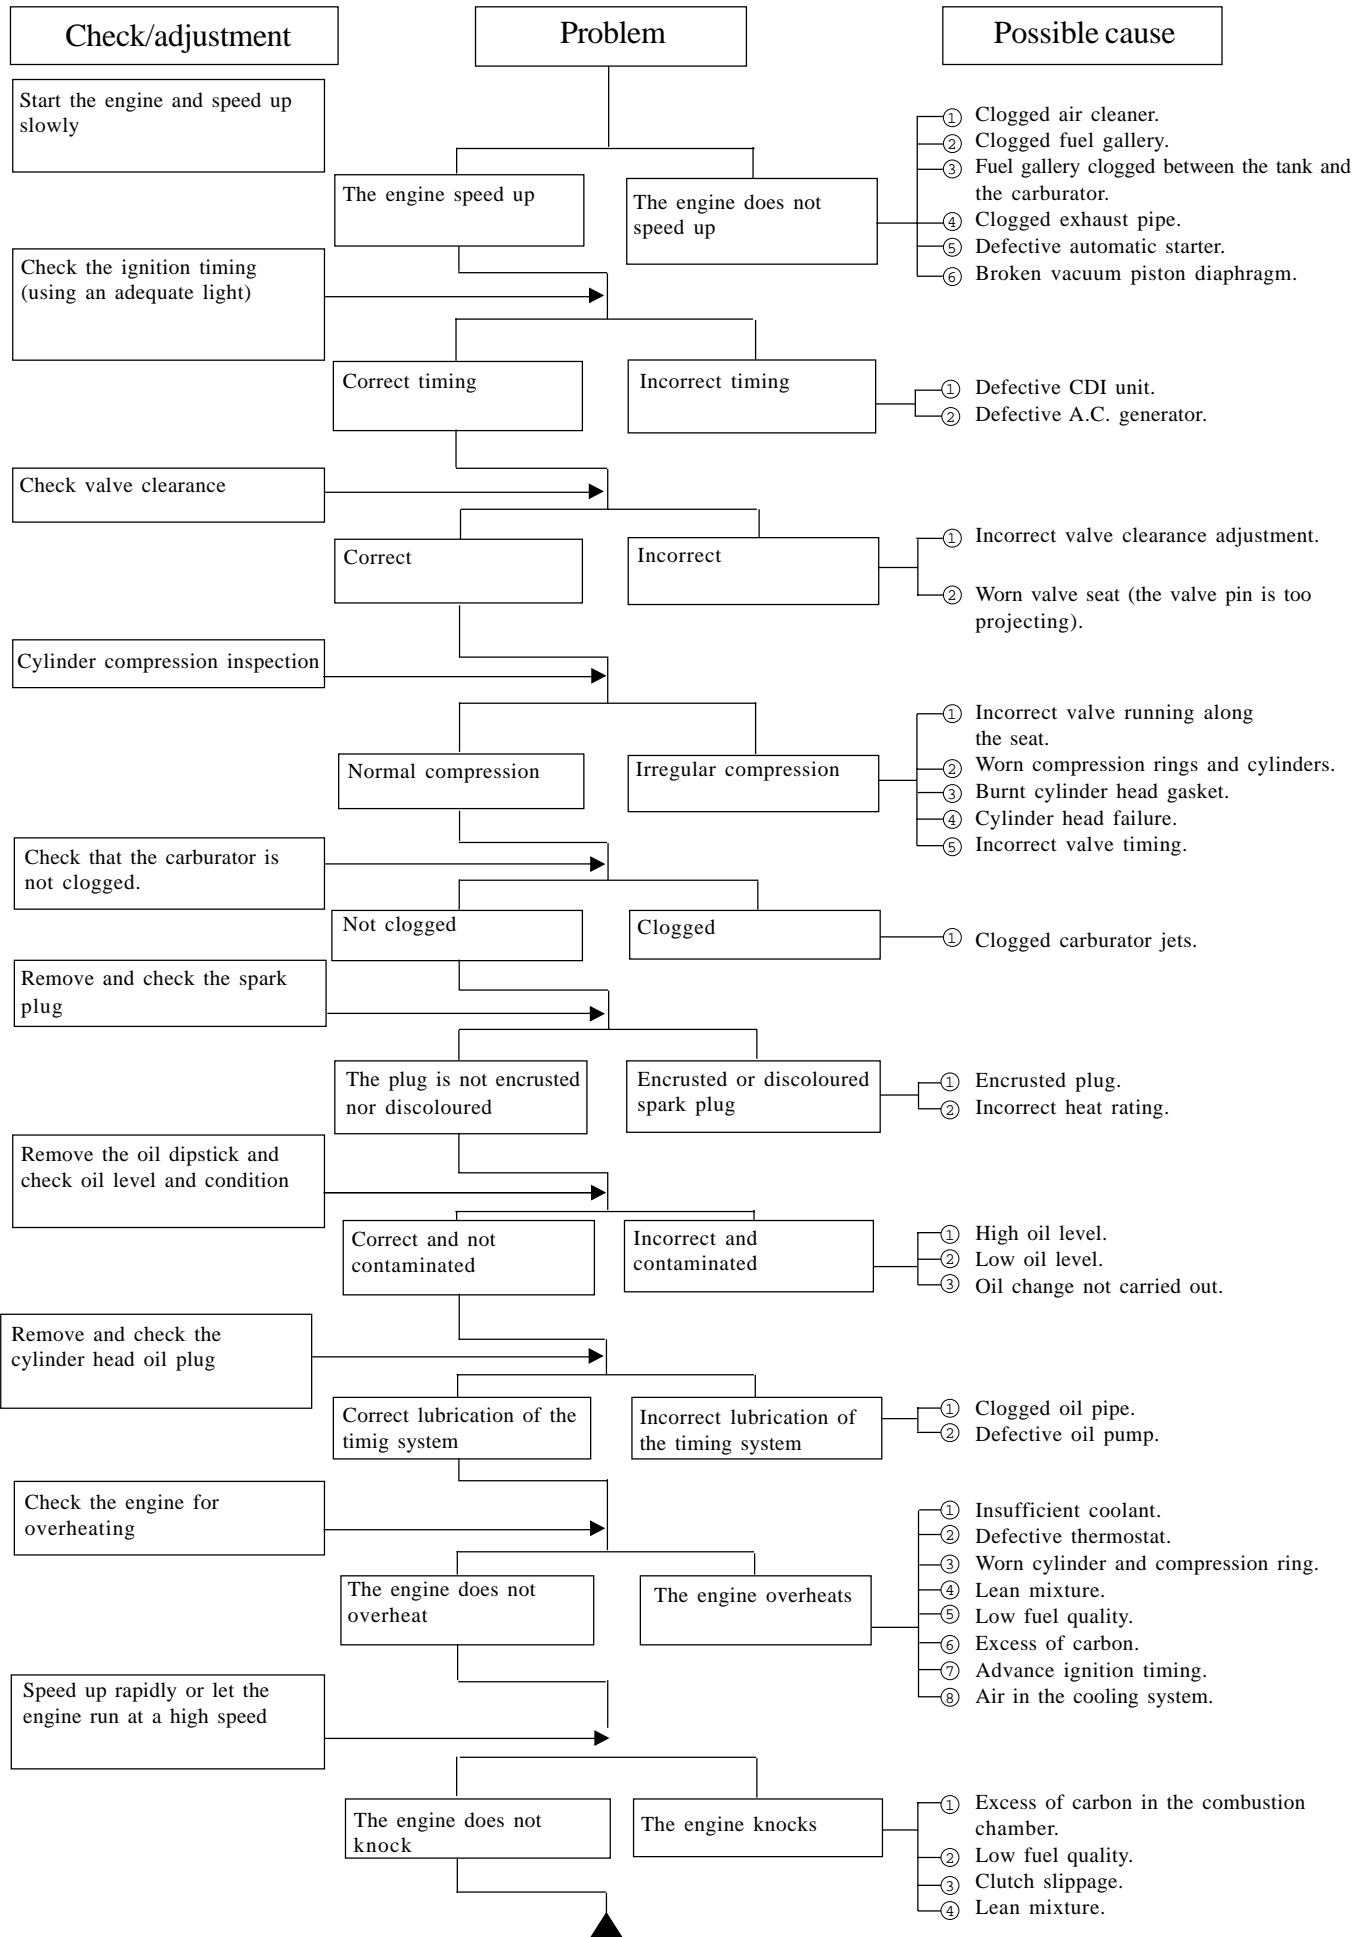 Check/adjustment
Problem
Possible cause
Start the engine and speed up
slowly
The engine speed up
The engine does not
speed up
① Clogged air cleaner.
② Clogged fuel gallery.
③ Fuel gallery clogged between the tank and
the carburator.
④ Clogged exhaust pipe.
⑤ Defective automatic starter.
⑥ Broken vacuum piston diaphragm.
Check the ignition timing
(using an adequate light)
Correct timing
Incorrect timing
① Defective CDI unit.
② Defective A.C. generator.
Check valve clearance
Correct
Incorrect
① Incorrect valve clearance adjustment.
② Worn valve seat (the valve pin is too
projecting).
Cylinder compression inspection
Normal compression
Irregular compression
① Incorrect valve running along
the seat.
② Worn compression rings and cylinders.
③ Burnt cylinder head gasket.
④ Cylinder head failure.
⑤ Incorrect valve timing.
Check that the carburator is
not clogged.
Not clogged
Clogged
① Clogged carburator jets.
Remove and check the spark
plug
The plug is not encrusted
nor discoloured
Encrusted or discoloured
spark plug
① Encrusted plug.
② Incorrect heat rating.
Remove the oil dipstick and
check oil level and condition
Correct and not
contaminated
Incorrect and
contaminated
① High oil level.
② Low oil level.
③ Oil change not carried out.
Remove and check the
cylinder head oil plug
Correct lubrication of the
timig system
Incorrect lubrication of
the timing system
① Clogged oil pipe.
② Defective oil pump.
Check the engine for
overheating
The engine does not
overheat
The engine overheats
① Insufficient coolant.
② Defective thermostat.
③ Worn cylinder and compression ring.
④ Lean mixture.
⑤ Low fuel quality.
⑥ Excess of carbon.
⑦ Advance ignition timing.
⑧ Air in the cooling system.
Speed up rapidly or let the
engine run at a high speed
The engine does not
knock
The engine knocks
① Excess of carbon in the combustion
chamber.
② Low fuel quality.
③ Clutch slippage.
④ Lean mixture.